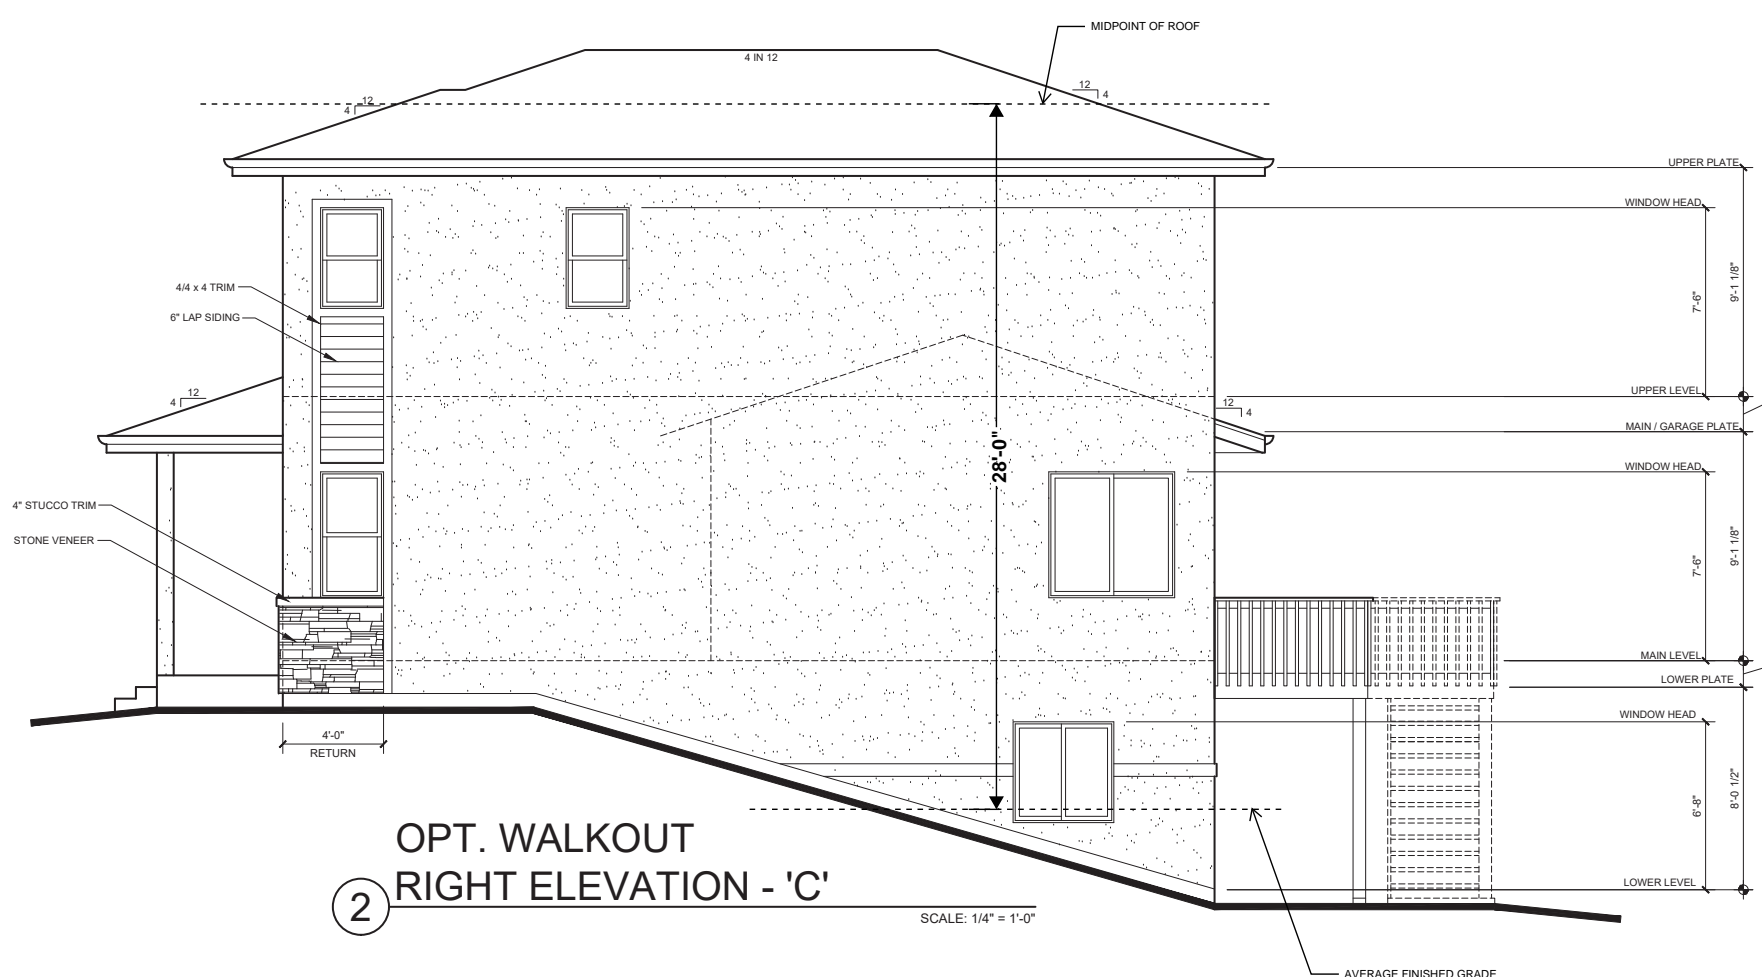 MIDPOINT OF ROOF
4 IN 12
12
4
12
4
UPPER PLATE
WINDOW HEAD
4/4 x 4 TRIM
6" LAP SIDING
7'-6"
9'-1 1/8"
12
4
UPPER LEVEL
12
4
MAIN / GARAGE PLATE
28'-0"
WINDOW HEAD
4" STUCCO TRIM
STONE VENEER
7'-6"
9'-1 1/8"
MAIN LEVEL
LOWER PLATE
WINDOW HEAD
4'-0"
RETURN
6'-8"
8'-0 1/2"
OPT. WALKOUT
RIGHT ELEVATION - 'C'
2
LOWER LEVEL
SCALE: 1/4" = 1'-0"
AVERAGE FINISHED GRADE